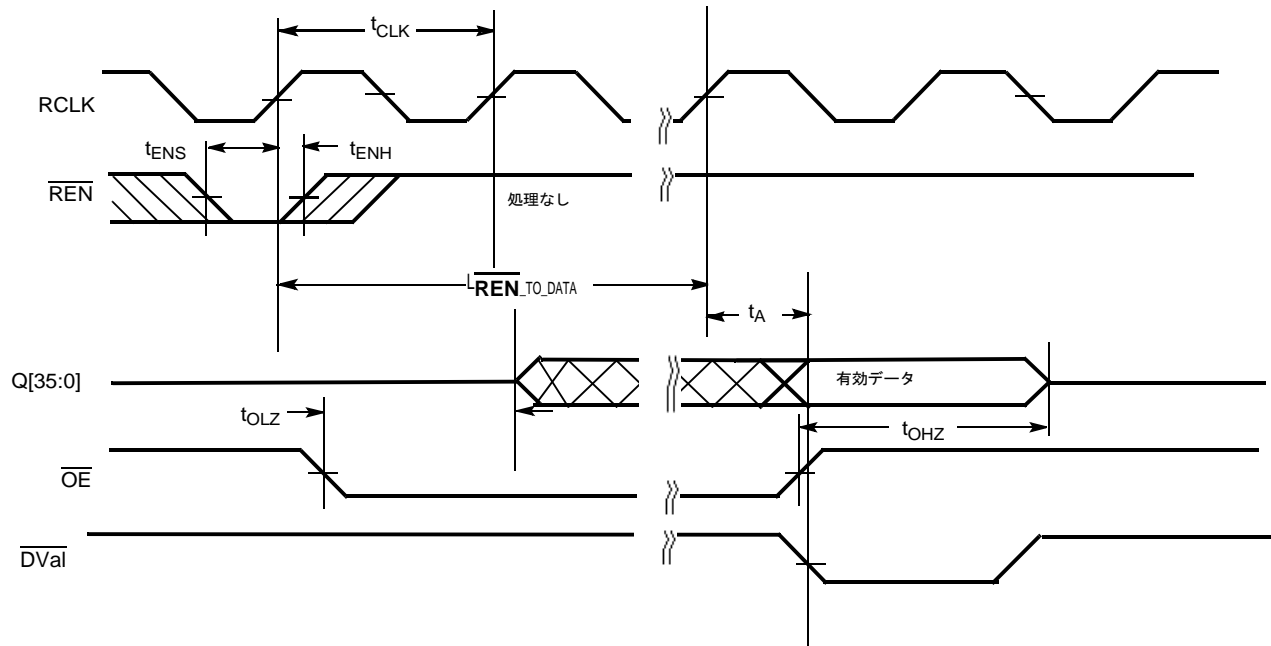 tCLK
RCLK
tENS
tENH
REN
処理なし
LREN_TO_DATA
tA
Q[35:0]
有効データ
tOLZ
tOHZ
OE
DVal